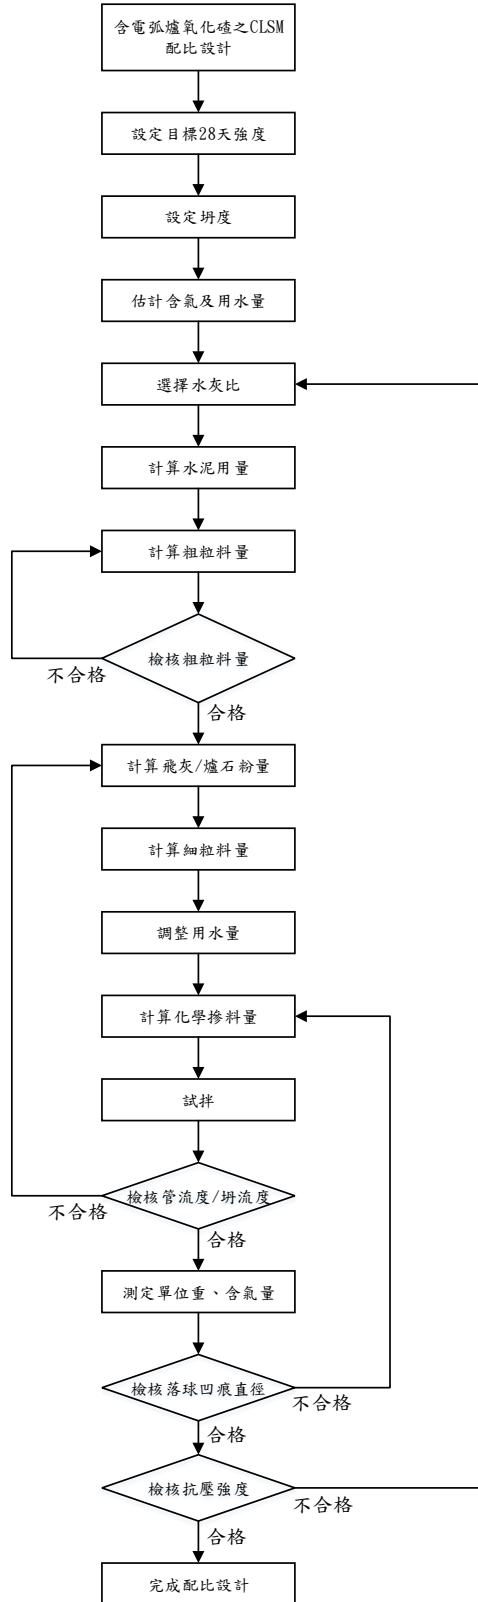 含電弧爐氧化碴之CLSM
配比設計
設定目標28天強度
設定坍度
估計含氣及用水量
選擇水灰比
計算水泥用量
計算粗粒料量
檢核粗粒料量
不合格
合格
計算飛灰/爐石粉量
計算細粒料量
調整用水量
計算化學摻料量
試拌
檢核管流度/坍流度
不合格
合格
測定單位重、含氣量
檢核落球凹痕直徑
不合格
合格
檢核抗壓強度
不合格
合格
完成配比設計